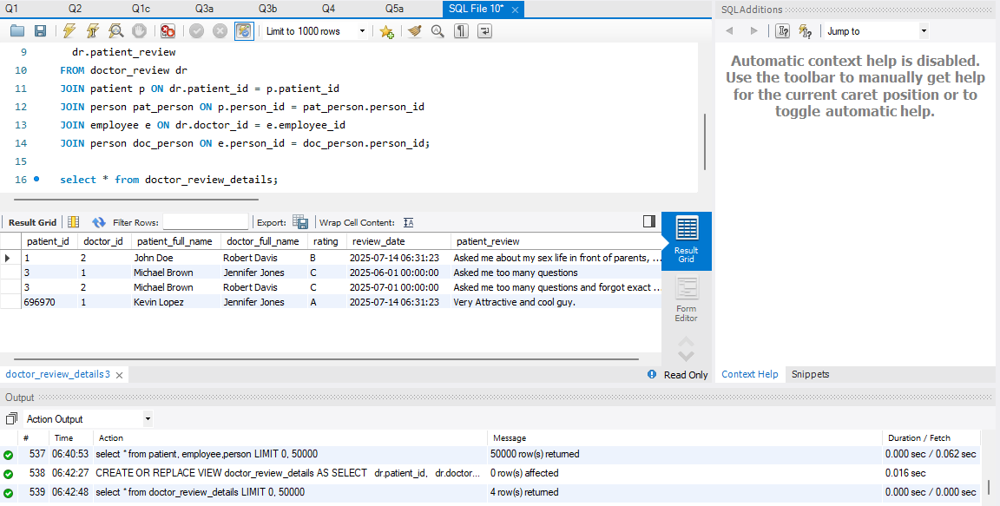 Q1 Q2 Q1c Q3a Q3b Q4 Q5a SQL File 10* ×
Limit to 1000 rows
9 dr.patient_review
10 FROM doctor_review dr
11 JOIN patient p ON dr.patient_id = p.patient_id
12 JOIN person pat_person ON p.person_id = pat_person.person_id
13 JOIN employee e ON dr.doctor_id = e.employee_id
14 JOIN person doc_person ON e.person_id = doc_person.person_id;
15
16 select * from doctor_review_details;
Result Grid Filter Rows: Export: Wrap Cell Content:
patient_id doctor_id patient_full_name doctor_full_name rating review_date patient_review
1 2 John Doe Robert Davis B 2025-07-14 06:31:23 Asked me about my sex life in front of parents, ...
3 1 Michael Brown Jennifer Jones C 2025-06-01 00:00:00 Asked me too many questions
3 2 Michael Brown Robert Davis C 2025-07-01 00:00:00 Asked me too many questions and forgot exact ...
696970 1 Kevin Lopez Jennifer Jones A 2025-07-14 06:31:23 Very Attractive and cool guy.
Result
Grid
Form
Editor
doctor_review_details3 ×
Read Only
SQLAdditions
Jump to
Automatic context help is disabled.
Use the toolbar to manually get help
for the current caret position or to
toggle automatic help.
Context Help Snippets
Output
Action Output
# Time Action Message Duration / Fetch
537 06:40:53 select * from patient, employee,person LIMIT 0, 50000 50000 row(s) returned 0.000 sec / 0.062 sec
538 06:42:27 CREATE OR REPLACE VIEW doctor_review_details AS SELECT dr.patient_id, dr.doctor... 0 row(s) affected 0.016 sec
539 06:42:48 select * from doctor_review_details LIMIT 0, 50000 4 row(s) returned 0.000 sec / 0.000 sec